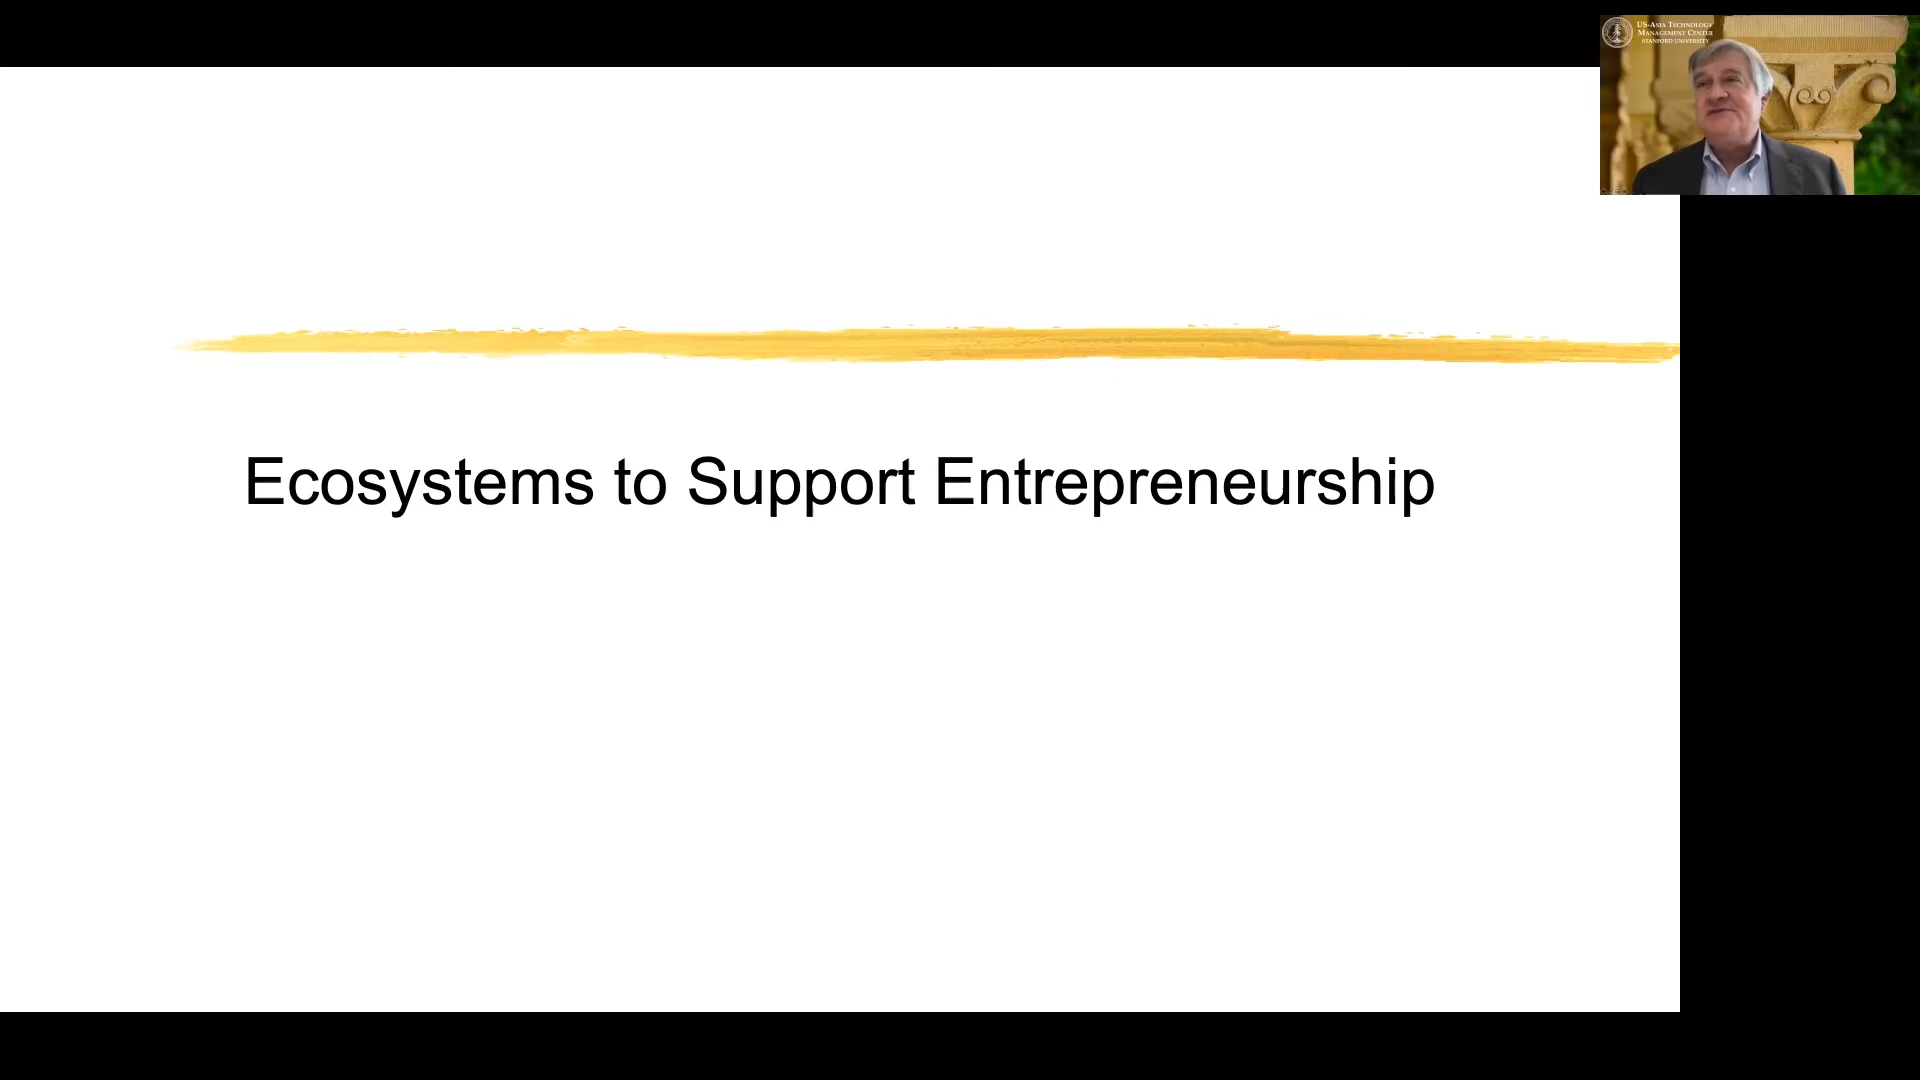 US-Asia Technology
Management Center
Stanford University
Ecosystems to Support Entrepreneurship